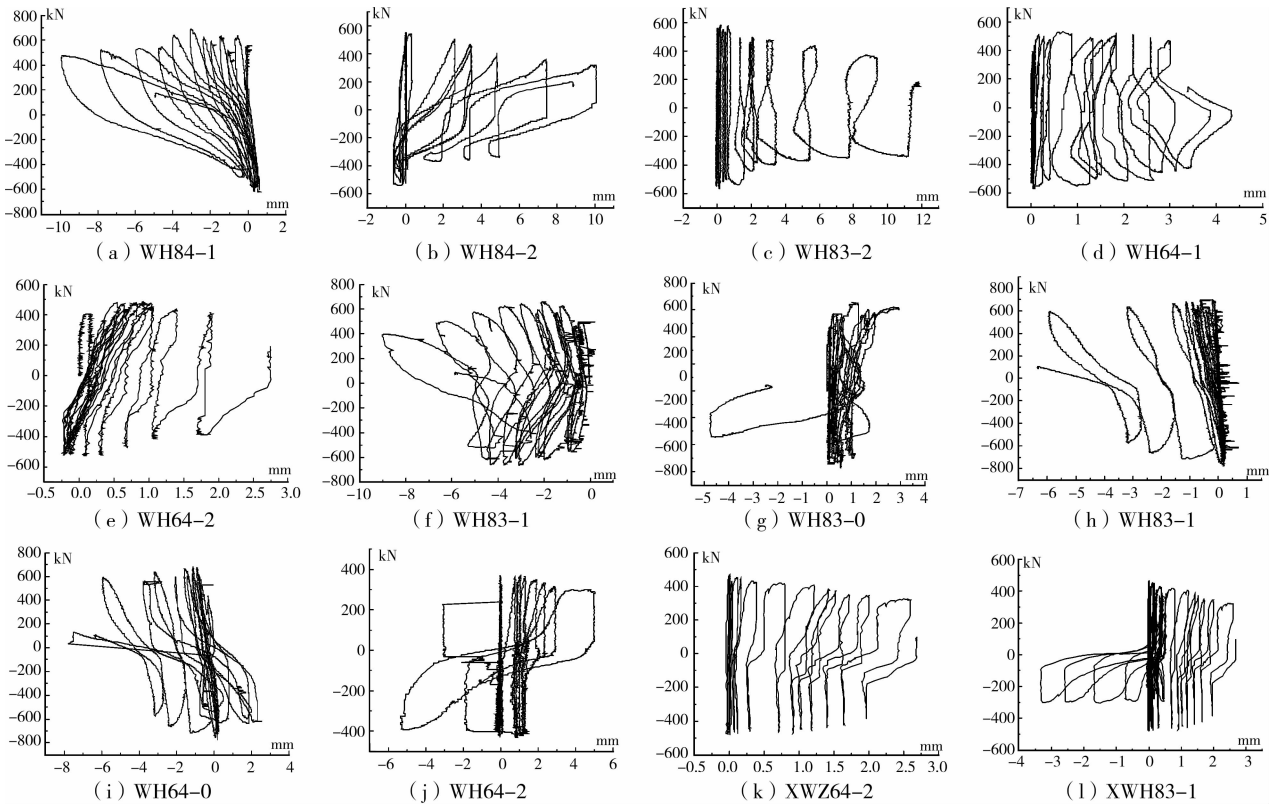 kN
800
600
400
200
0
−200
−400
−600
−800
mm
−10 −8 −6 −4 −2 0 2
（a）WH84−1
kN
600
400
200
0
−200
−400
−600
mm
−2 0 2 4 6 8 10
（b）WH84−2
kN
600
400
200
0
−200
−400
−600
mm
−2 0 2 4 6 8 10 12
（c）WH83−2
kN
600
400
200
0
−200
−400
−600
mm
0 1 2 3 4 5
（d）WH64−1
kN
600
400
200
0
−200
−400
−600
mm
−0.5 0.0 0.5 1.0 1.5 2.0 2.5 3.0
（e）WH64−2
kN
800
600
400
200
0
−200
−400
−600
−800
mm
−10 −8 −6 −4 −2 0
（f）WH83−1
kN
800
600
400
200
0
−200
−400
−600
−800
mm
−5 −4 −3 −2 −1 0 1 2 3 4
（g）WH83−0
kN
800
600
400
200
0
−200
−400
−600
−800
mm
−7 −6 −5 −4 −3 −2 −1 0 1
（h）WH83−1
kN
800
600
400
200
0
−200
−400
−600
−800
mm
−8 −6 −4 −2 0 2 4
（i）WH64−0
kN
400
200
0
−200
−400
mm
−6 −4 −2 0 2 4 6
（j）WH64−2
kN
600
400
200
0
−200
−400
−600
mm
−0.5 0.0 0.5 1.0 1.5 2.0 2.5 3.0
（k）XWZ64−2
kN
600
400
200
0
−200
−400
−600
mm
−4 −3 −2 −1 0 1 2 3 4
（l）XWH83−1